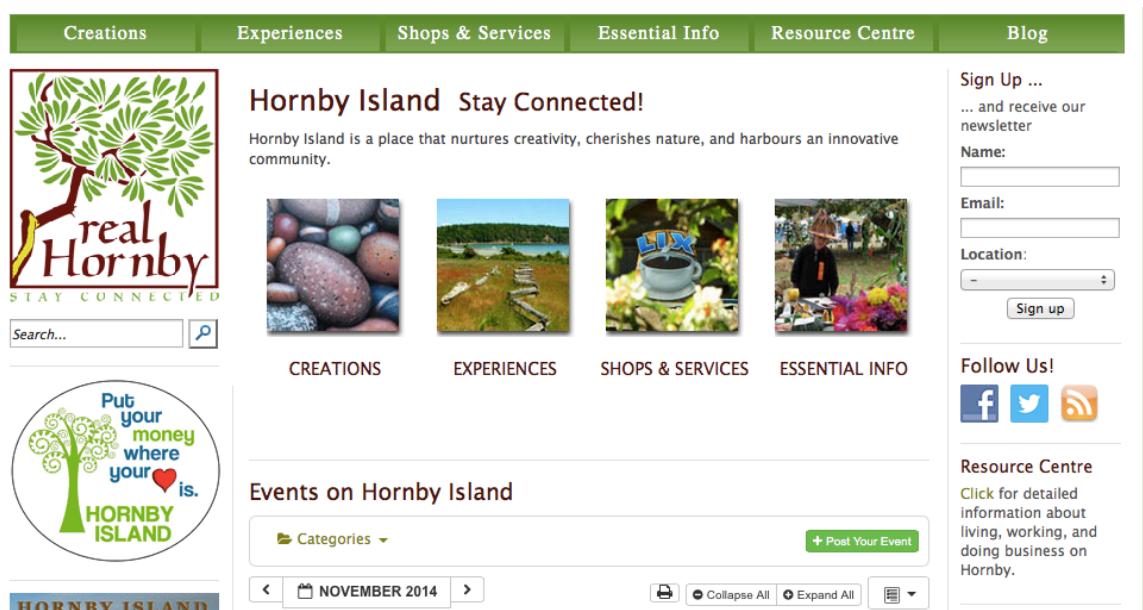 Creations Experiences Shops & Services Essential Info Resource Centre Blog
real
Hornby
STAY CONNECTED
Search...
Put
your
money
where
your
is.
HORNBY
ISLAND
HORNBY ISLAND
Hornby Island Stay Connected!
Hornby Island is a place that nurtures creativity, cherishes nature, and harbours an innovative
community.
LIX
CREATIONS EXPERIENCES SHOPS & SERVICES ESSENTIAL INFO
Events on Hornby Island
Categories
+ Post Your Event
NOVEMBER 2014
Collapse All Expand All
Sign Up ...
... and receive our
newsletter
Name:
Email:
Location:
–
Sign up
Follow Us!
Resource Centre
Click for detailed
information about
living, working, and
doing business on
Hornby.